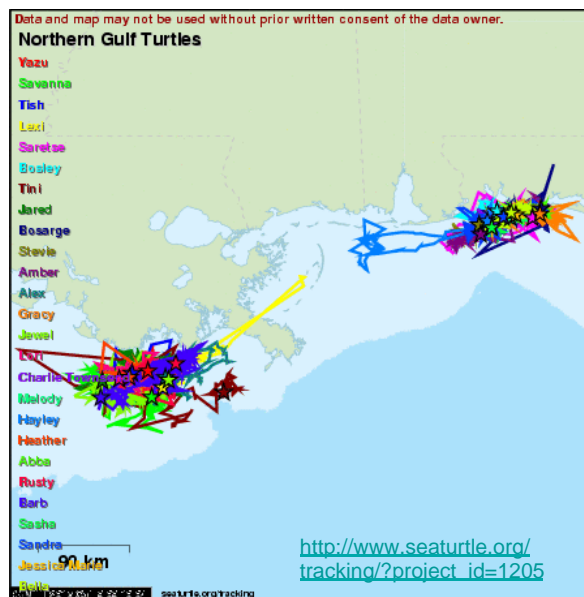 Data and map may not be used without prior written consent of the data owner.
Northern Gulf Turtles
Yazu
Savanna
Tish
Lexi
Saretse
Bosley
Tini
Jared
Bosarge
Stevie
Amber
Alex
Gracy
Jewel
Charlie
Melody
Hayley
Heather
Abba
Rusty
Barb
Sasha
Sandra
90 km
Jessica Marie
Bella
http://www.seaturtle.org/
tracking/?project_id=1205
seaturtle.org/tracking